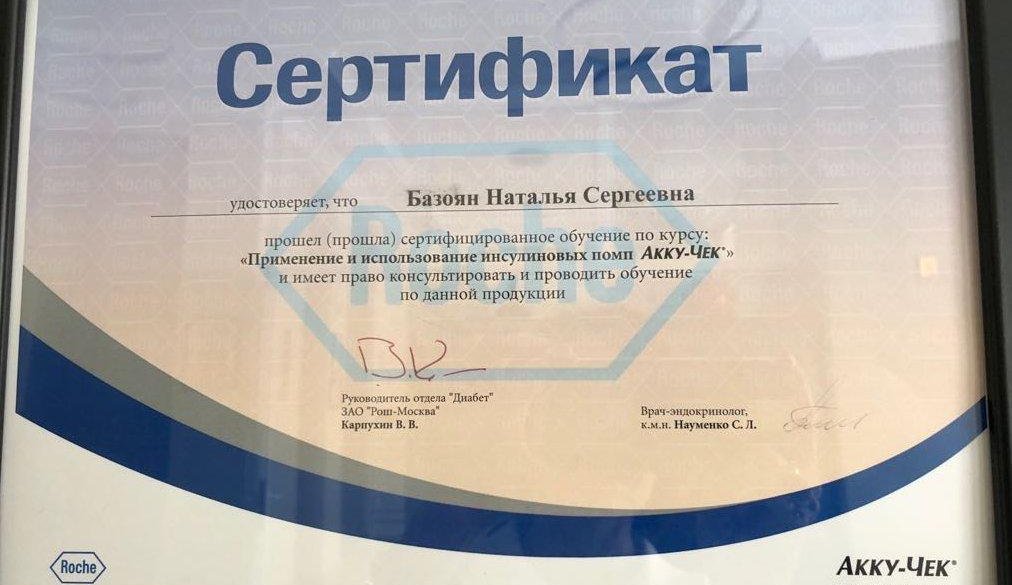 Сертификат
удостоверяет, что Базоян Наталья Сергеевна
прошел (прошла) сертифицированное обучение по курсу:
«Применение и использование инсулиновых помп АККУ-ЧЕК®»
и имеет право консультировать и проводить обучение
по данной продукции
Roche
В.К
Руководитель отдела "Диабет"
ЗАО "Рош-Москва"
Карпухин В. В.
Врач-эндокринолог,
к.м.н. Науменко С. Л.
Roche
АККУ-ЧЕК®